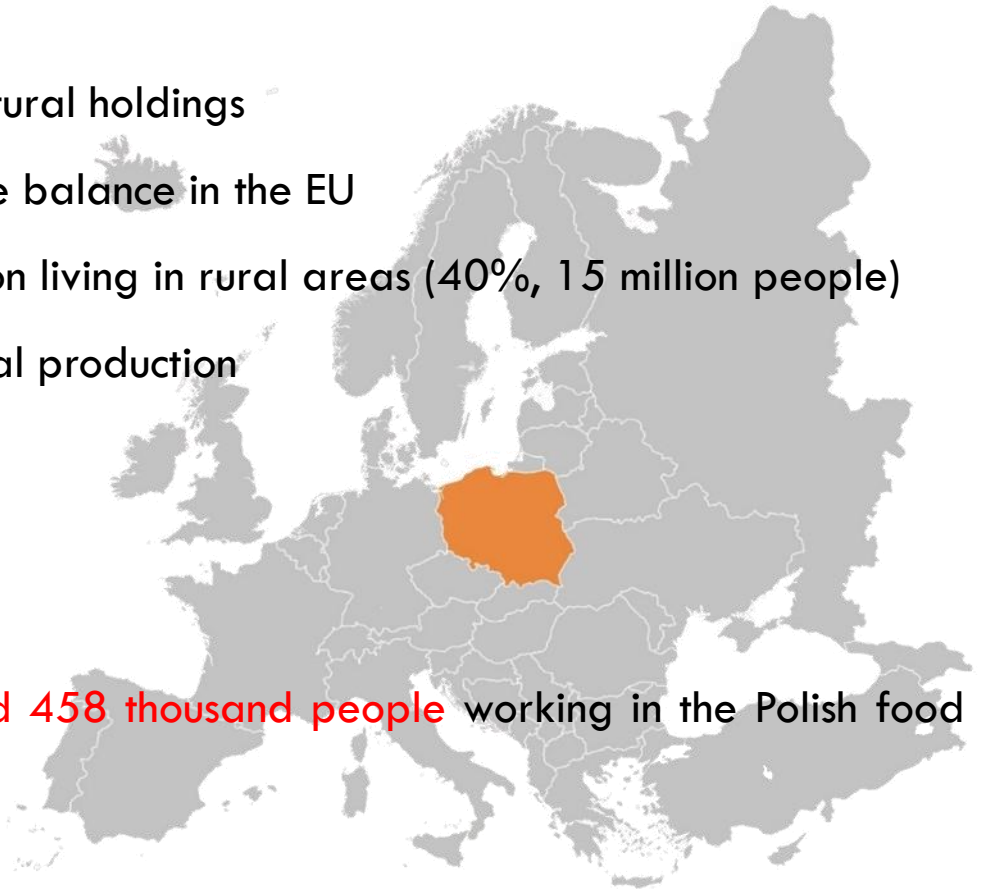 tural holdings
e balance in the EU
on living in rural areas (40%, 15 million people)
al production
d 458 thousand people working in the Polish food